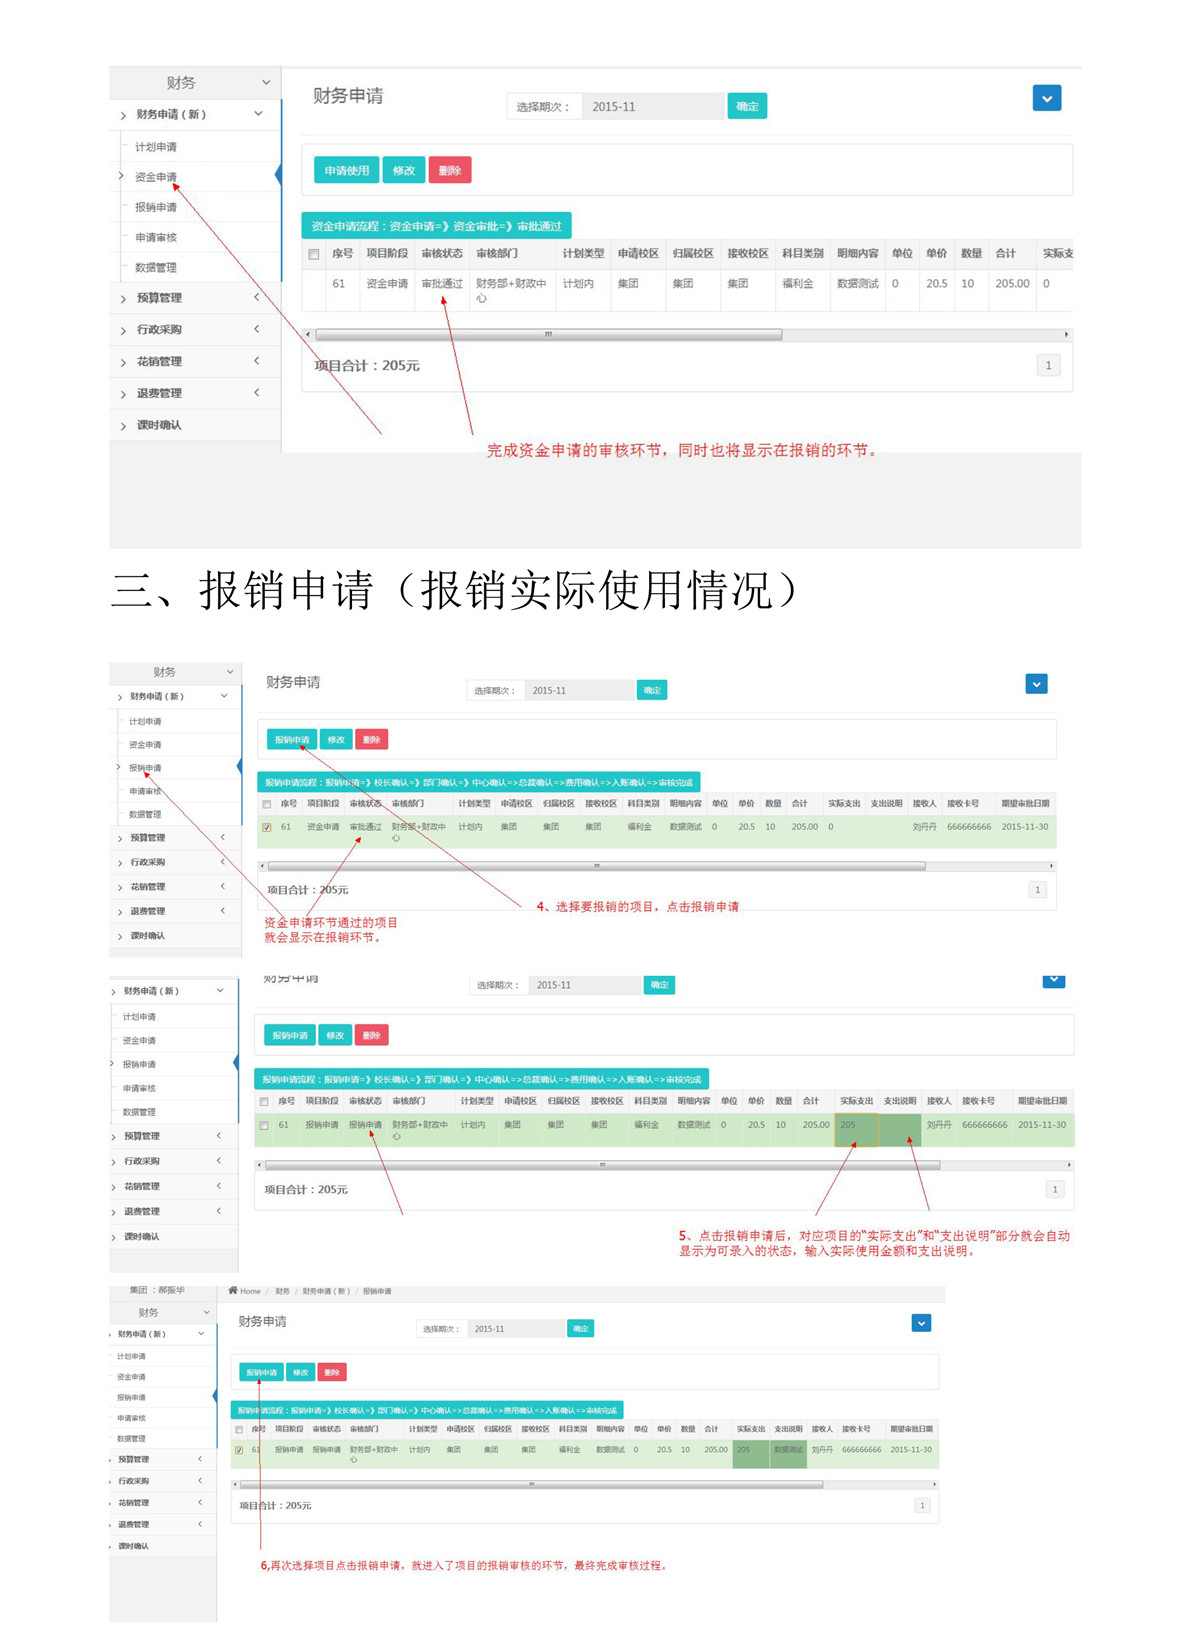 财务
财务申请（新）
计划申请
资金申请
报销申请
申请审核
数据管理
预算管理
行政采购
花销管理
退费管理
课时确认
财务申请
选择期次： 2015-11 确定
申请使用 修改 删除
资金申请流程：资金申请=》资金审批=》审批通过
序号 项目阶段 审核状态 审核部门 计划类型 申请校区 归属校区 接收校区 科目类别 明细内容 单位 单价 数量 合计 实际支
61 资金申请 审批通过 财务部+财政中心 计划内 集团 集团 集团 福利金 数据测试 0 20.5 10 205.00 0
项目合计：205元
1
完成资金申请的审核环节，同时也将显示在报销的环节。
三、报销申请（报销实际使用情况）
财务
财务申请（新）
计划申请
资金申请
报销申请
申请审核
数据管理
预算管理
行政采购
花销管理
退费管理
课时确认
财务申请
选择期次： 2015-11 确定
报销申请 修改 删除
报销申请流程：报销申请=》校长确认=》部门确认=》中心确认=>总裁确认=>费用确认=>入账确认=>审核完成
序号 项目阶段 审核状态 审核部门 计划类型 申请校区 归属校区 接收校区 科目类别 明细内容 单位 单价 数量 合计 实际支出 支出说明 接收人 接收卡号 期望审批日期
61 资金申请 审批通过 财务部+财政中心 计划内 集团 集团 集团 福利金 数据测试 0 20.5 10 205.00 0 刘丹丹 666666666 2015-11-30
项目合计：205元
1
4、选择要报销的项目，点击报销申请
资金申请环节通过的项目
就会显示在报销环节。
财务申请（新）
计划申请
资金申请
报销申请
申请审核
数据管理
预算管理
行政采购
花销管理
退费管理
课时确认
财务申请
选择期次： 2015-11 确定
报销申请 修改 删除
报销申请流程：报销申请=》校长确认=》部门确认=》中心确认=>总裁确认=>费用确认=>入账确认=>审核完成
序号 项目阶段 审核状态 审核部门 计划类型 申请校区 归属校区 接收校区 科目类别 明细内容 单位 单价 数量 合计 实际支出 支出说明 接收人 接收卡号 期望审批日期
61 报销申请 报销申请 财务部+财政中心 计划内 集团 集团 集团 福利金 数据测试 0 20.5 10 205.00 205 刘丹丹 666666666 2015-11-30
项目合计：205元
1
5、点击报销申请后，对应项目的“实际支出”和“支出说明”部分就会自动
显示为可录入的状态，输入实际使用金额和支出说明。
集团 ：郝振华
财务
财务申请（新）
计划申请
资金申请
报销申请
申请审核
数据管理
预算管理
行政采购
花销管理
退费管理
课时确认
Home / 财务 / 财务申请（新） / 报销申请
财务申请
选择期次： 2015-11 确定
报销申请 修改 删除
报销申请流程：报销申请=》校长确认=》部门确认=》中心确认=>总裁确认=>费用确认=>入账确认=>审核完成
序号 项目阶段 审核状态 审核部门 计划类型 申请校区 归属校区 接收校区 科目类别 明细内容 单位 单价 数量 合计 实际支出 支出说明 接收人 接收卡号 期望审批日期
61 报销申请 报销申请 财务部+财政中心 计划内 集团 集团 集团 福利金 数据测试 0 20.5 10 205.00 205 数据测试 刘丹丹 666666666 2015-11-30
项目合计：205元
1
6,再次选择项目点击报销申请，就进入了项目的报销审核的环节，最终完成审核过程。